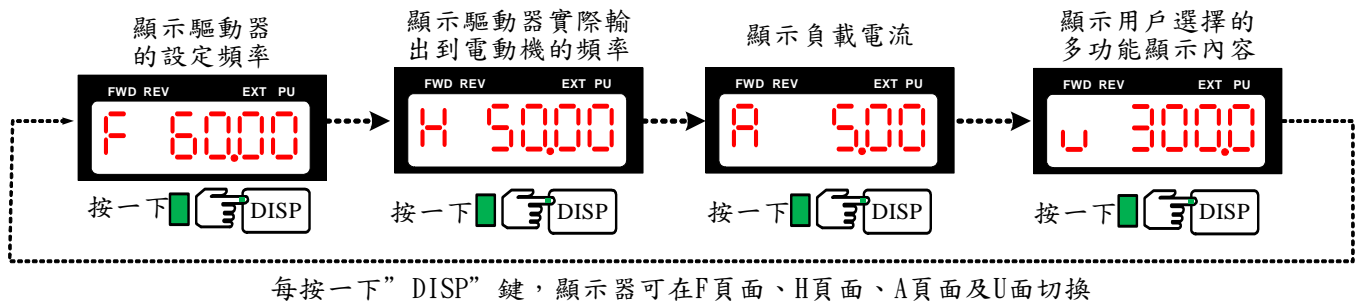 顯示驅動器
的設定頻率
顯示驅動器實際輸
出到電動機的頻率
顯示負載電流
顯示用戶選擇的
多功能顯示內容
FWD REV EXT PU
F 60.00
FWD REV EXT PU
H 50.00
FWD REV EXT PU
A 5.00
FWD REV EXT PU
u 300.0
按一下 DISP
按一下 DISP
按一下 DISP
按一下 DISP
每按一下”DISP”鍵，顯示器可在F頁面、H頁面、A頁面及U面切換